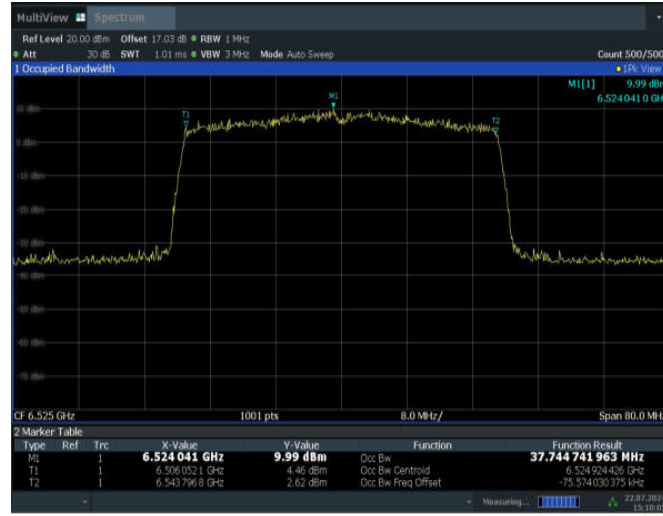 MultiView Spectrum
Ref Level 20.00 dBm Offset 17.03 dB RBW 1 MHz
Att 30 dB SWT 1.01 ms VBW 3 MHz Mode Auto Sweep Count 500/500
1 Occupied Bandwidth 1Pk View
M1[1] 9.99 dBm
6.524 041 0 GH
M1
10 dBm
T1
T2
0 dBm
-10 dBm
-20 dBm
-30 dBm
-40 dBm
-50 dBm
-60 dBm
-70 dBm
CF 6.525 GHz 1001 pts 8.0 MHz/ Span 80.0 MH
2 Marker Table
Type Ref Trc X-Value Y-Value Function Function Result
M1 1 6.524 041 GHz 9.99 dBm Occ Bw 37.744 741 963 MHz
T1 1 6.506 052 1 GHz 4.46 dBm Occ Bw Centroid 6.524 924 426 GHz
T2 1 6.543 796 8 GHz 2.62 dBm Occ Bw Freq Offset -75.574 030 375 kHz
Measuring... 22.07.202
15:10:0